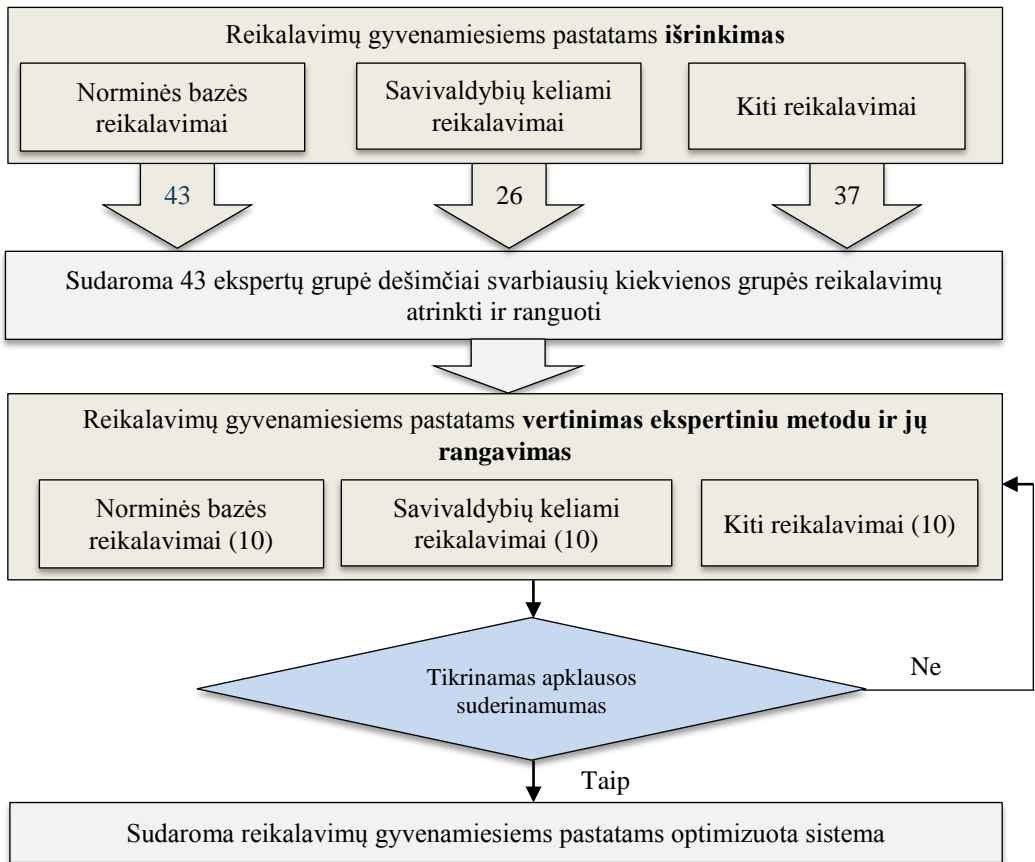 Reikalavimų gyvenamiesiems pastatams išrinkimas
Norminės bazės
reikalavimai
Savivaldybių keliami
reikalavimai
Kiti reikalavimai
43
26
37
Sudaroma 43 ekspertų grupė dešimčiai svarbiausių kiekvienos grupės reikalavimų
atrinkti ir ranguoti
Reikalavimų gyvenamiesiems pastatams vertinimas ekspertiniu metodu ir jų
rangavimas
Norminės bazės
reikalavimai (10)
Savivaldybių keliami
reikalavimai (10)
Kiti reikalavimai (10)
Tikrinamas apklausos
suderinamumas
Ne
Taip
Sudaroma reikalavimų gyvenamiesiems pastatams optimizuota sistema